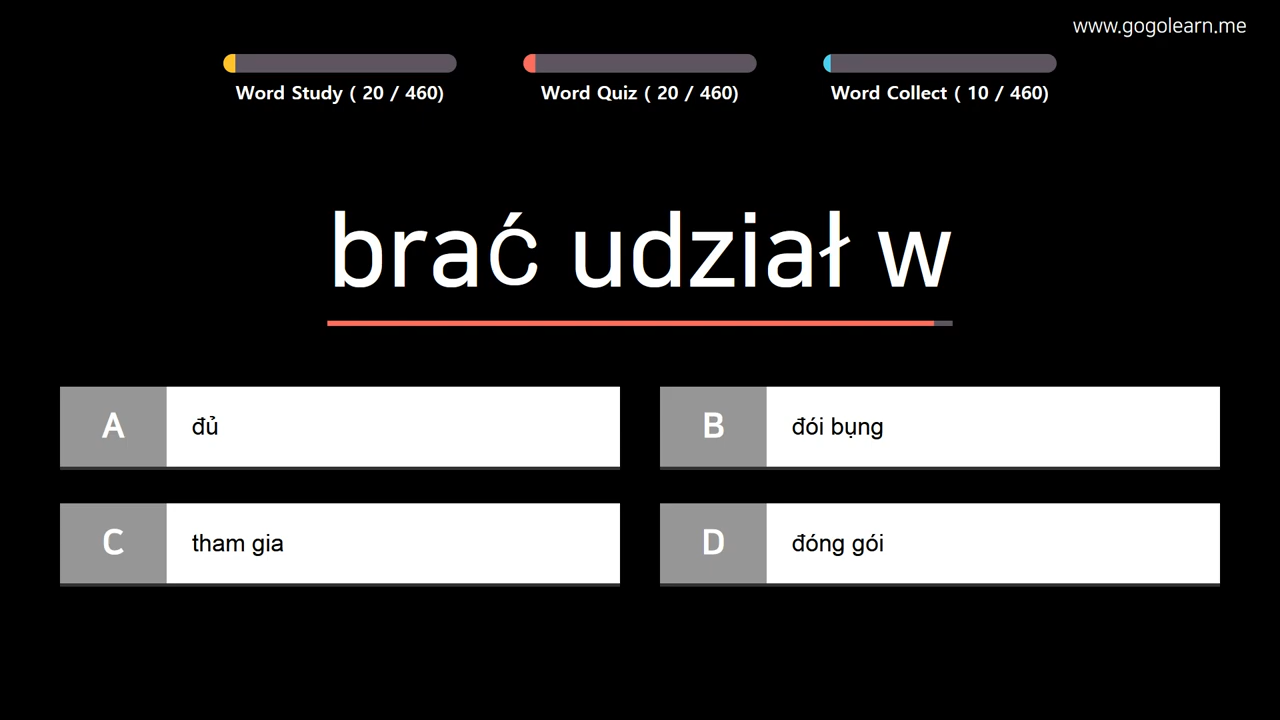 www.gogolearn.me
Word Study ( 20 / 460)
Word Quiz ( 20 / 460)
Word Collect ( 10 / 460)
brać udział w
A
đủ
B
đói bụng
C
tham gia
D
đóng gói